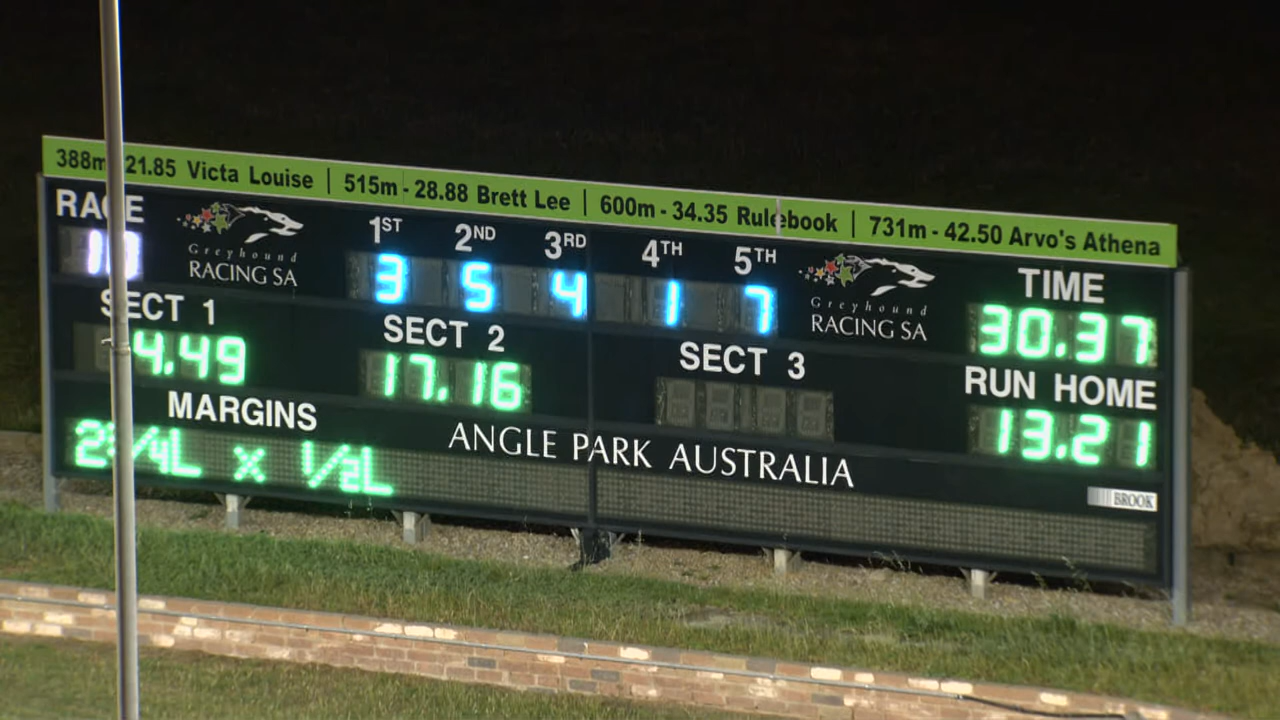 388m 21.85 Victa Louise | 515m - 28.88 Brett Lee | 600m - 34.35 Rulebook | 731m - 42.50 Arvo's Athena
RACE
1ST 2ND 3RD 4TH 5TH
3 5 4 1 7
Greyhound
RACING SA
Greyhound
RACING SA
TIME
30.37
SECT 1
4.49
SECT 2
17.16
SECT 3
RUN HOME
13.21
MARGINS
x 1/2L
ANGLE PARK AUSTRALIA
BROOK